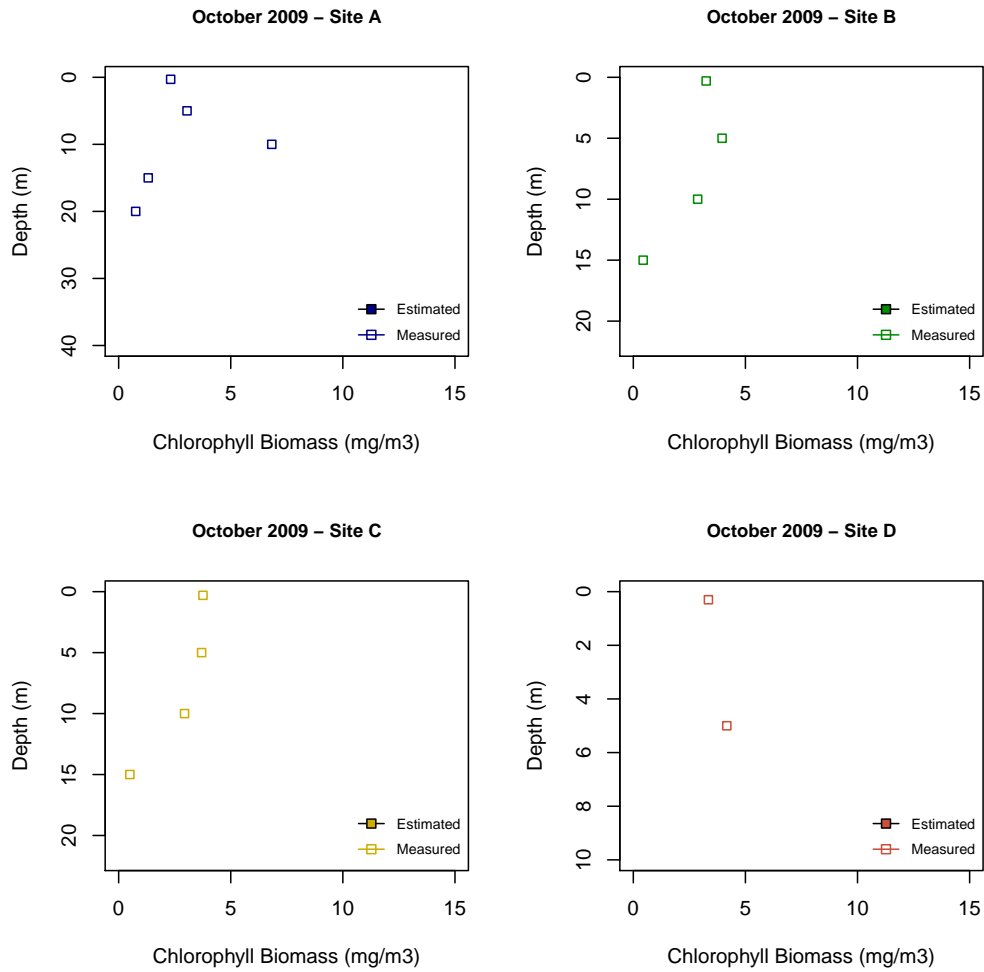 October 2009 – Site A
0
10
20
30
40
Depth (m)
Estimated
Measured
0 5 10 15
Chlorophyll Biomass (mg/m3)
October 2009 – Site B
0
5
10
15
20
Depth (m)
Estimated
Measured
0 5 10 15
Chlorophyll Biomass (mg/m3)
October 2009 – Site C
0
5
10
15
20
Depth (m)
Estimated
Measured
0 5 10 15
Chlorophyll Biomass (mg/m3)
October 2009 – Site D
0
2
4
6
8
10
Depth (m)
Estimated
Measured
0 5 10 15
Chlorophyll Biomass (mg/m3)